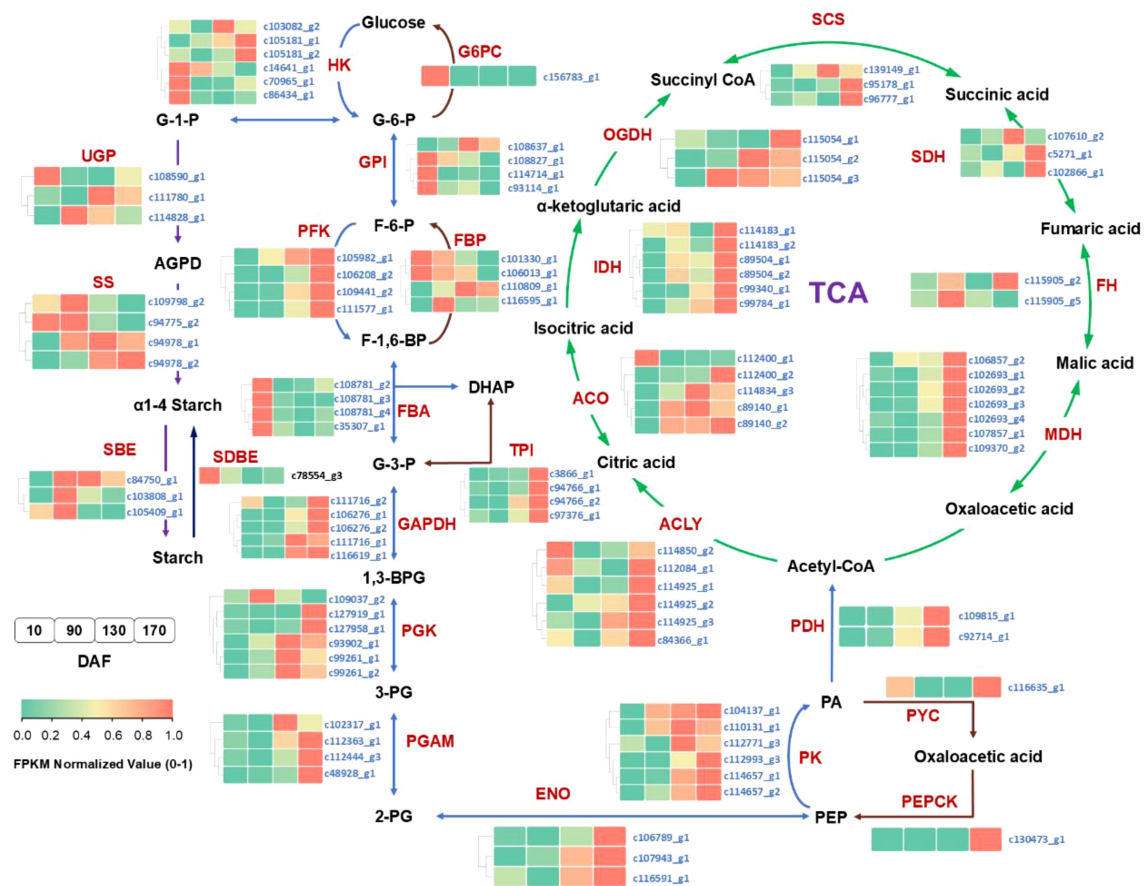 c103082_g2
c105181_g1
c105181_g2
c14641_g1
c70965_g1
c86434_g1
HK
Glucose
G6PC
c156783_g1
G-1-P
G-6-P
UGP
c108590_g1
c111780_g1
c114828_g1
GPI
c108637_g1
c108827_g1
c114714_g1
c93114_g1
AGPD
SS
c109798_g2
c94775_g2
c94978_g1
c94978_g2
F-6-P
PFK
c105982_g1
c106208_g2
c109441_g2
c111577_g1
FBP
c101330_g1
c106013_g1
c110809_g1
c116595_g1
F-1,6-BP
α1-4 Starch
c108781_g2
c108781_g3
c108781_g4
c35307_g1
FBA
DHAP
SBE
c84750_g1
c103808_g1
c105409_g1
SDBE
c78554_g3
G-3-P
TPI
c3866_g1
c94766_g1
c94766_g2
c97376_g1
Starch
c111716_g2
c106276_g1
c106276_g2
c111716_g1
c116619_g1
GAPDH
1,3-BPG
c109037_g2
c127919_g1
c127958_g1
c93902_g1
c99261_g1
c99261_g2
PGK
3-PG
c102317_g1
c112363_g1
c112444_g3
c48928_g1
PGAM
2-PG
ENO
c106789_g1
c107943_g1
c116591_g1
PEP
10 90 130 170
DAF
0.0 0.2 0.4 0.6 0.8 1.0
FPKM Normalized Value (0-1)
SCS
Succinyl CoA
c139149_g1
c95178_g1
c96777_g1
Succinic acid
OGDH
c115054_g1
c115054_g2
c115054_g3
SDH
c107610_g2
c5271_g1
c102866_g1
α-ketoglutaric acid
Fumaric acid
IDH
c114183_g1
c114183_g2
c89504_g1
c89504_g2
c99340_g1
c99784_g1
TCA
c115905_g2
c115905_g5
FH
Isocitric acid
Malic acid
ACO
c112400_g1
c112400_g2
c114834_g3
c89140_g1
c89140_g2
c106857_g2
c102693_g1
c102693_g2
c102693_g3
c102693_g4
c107857_g1
c109370_g2
MDH
Citric acid
Oxaloacetic acid
ACLY
c114850_g2
c112084_g1
c114925_g1
c114925_g2
c114925_g3
c84366_g1
Acetyl-CoA
PDH
c109815_g1
c92714_g1
PA
c116635_g1
PYC
c104137_g1
c110131_g1
c112771_g3
c112993_g3
c114657_g1
c114657_g2
PK
Oxaloacetic acid
PEPCK
c130473_g1